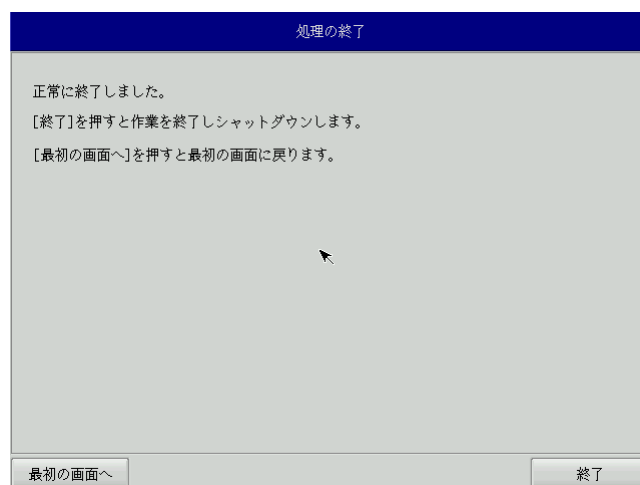 処理の終了
正常に終了しました。
[終了]を押すと作業を終了しシャットダウンします。
[最初の画面へ]を押すと最初の画面に戻ります。
最初の画面へ
終了